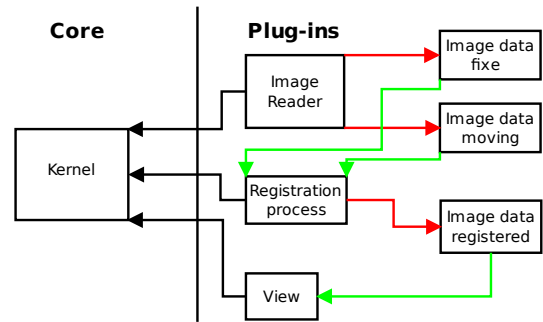 Core
Plug-ins
Image data
fixe
Image
Reader
Image data
moving
Kernel
Registration
process
Image data
registered
View